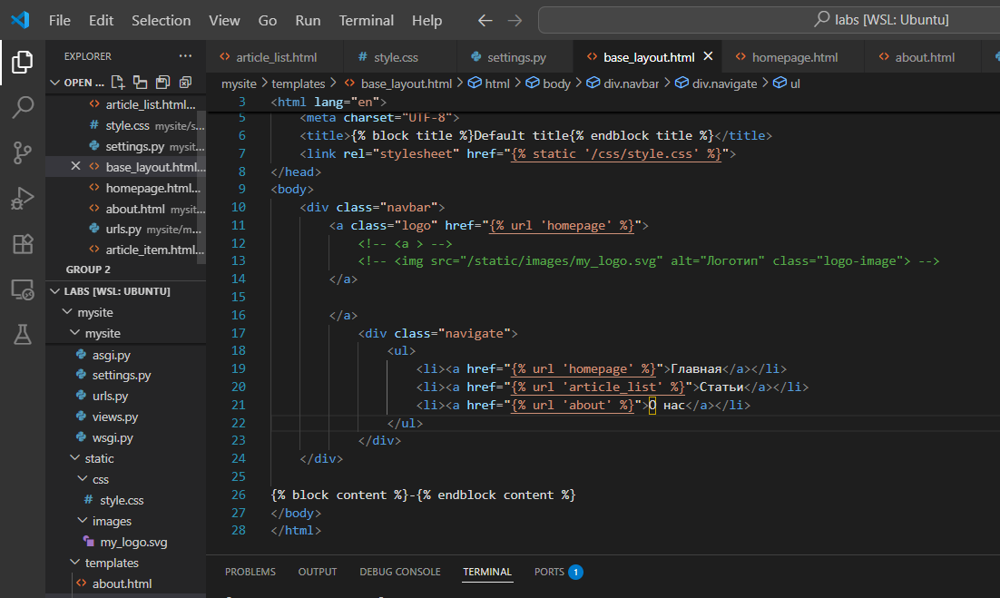 File Edit Selection View Go Run Terminal Help
labs [WSL: Ubuntu]
EXPLORER
OPEN ...
article_list.html...
style.css mysite/s...
settings.py mysit...
base_layout.html...
homepage.html...
about.html mysit...
urls.py mysite/m...
article_item.html...
GROUP 2
LABS [WSL: UBUNTU]
mysite
mysite
asgi.py
settings.py
urls.py
views.py
wsgi.py
static
css
style.css
images
my_logo.svg
templates
about.html
article_list.html
style.css
settings.py
base_layout.html
homepage.html
about.html
mysite > templates > base_layout.html > html > body > div.navbar > div.navigate > ul
3 <html lang="en">
5 <meta charset="UTF-8">
6 <title>{% block title %}Default title{% endblock title %}</title>
7 <link rel="stylesheet" href="{% static '/css/style.css' %}">
8 </head>
9 <body>
10 <div class="navbar">
11 <a class="logo" href="{% url 'homepage' %}">
12 <!-- <a > -->
13 <!-- <img src="/static/images/my_logo.svg" alt="Логотип" class="logo-image"> -->
14 </a>
15
16 </a>
17 <div class="navigate">
18 <ul>
19 <li><a href="{% url 'homepage' %}">Главная</a></li>
20 <li><a href="{% url 'article_list' %}">Статьи</a></li>
21 <li><a href="{% url 'about' %}">О нас</a></li>
22 </ul>
23 </div>
24 </div>
25
26 {% block content %}-{% endblock content %}
27 </body>
28 </html>
PROBLEMS OUTPUT DEBUG CONSOLE TERMINAL PORTS 1